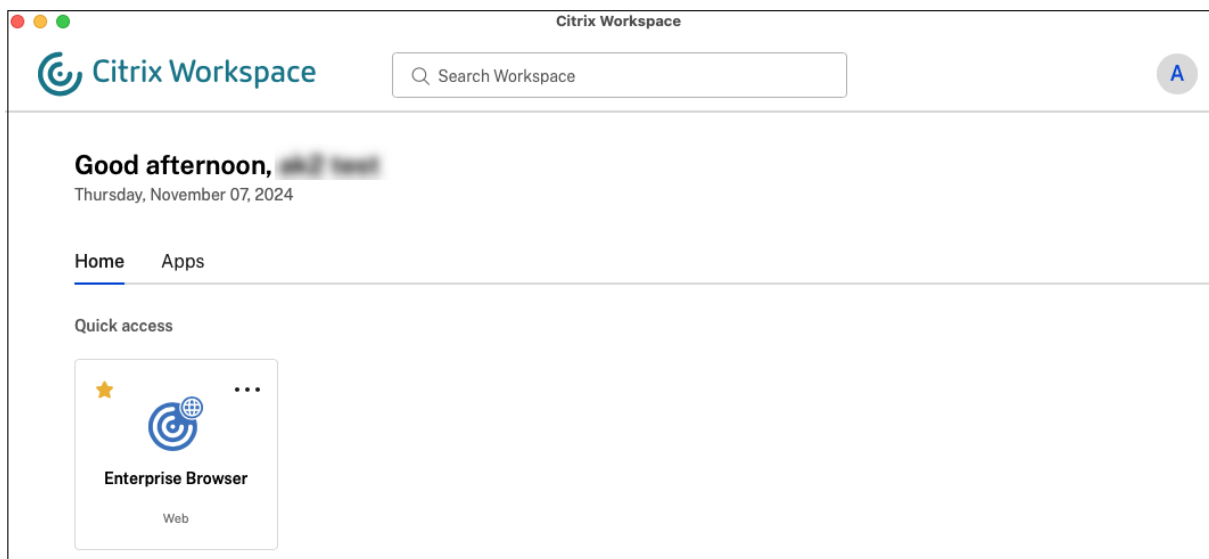 Citrix Workspace
Citrix Workspace
Search Workspace
A
Good afternoon,
Thursday, November 07, 2024
Home Apps
Quick access
Enterprise Browser
Web